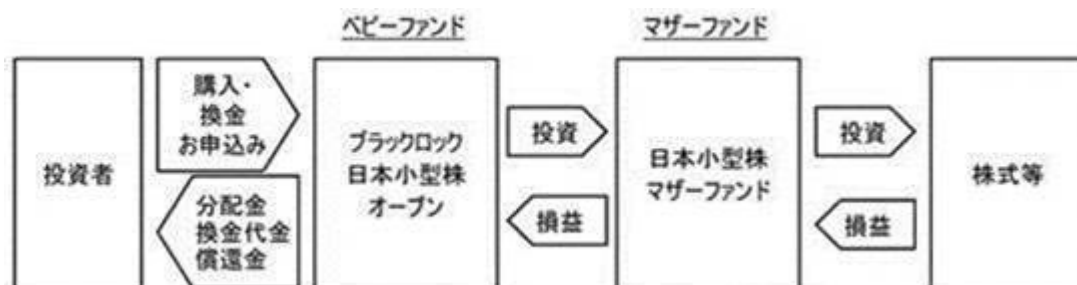 ベビーファンド
マザーファンド
投資者
購入・
換金
お申込み
分配金
換金代金
償還金
ブラックロック
日本小型株
オープン
投資
損益
日本小型株
マザーファンド
投資
損益
株式等